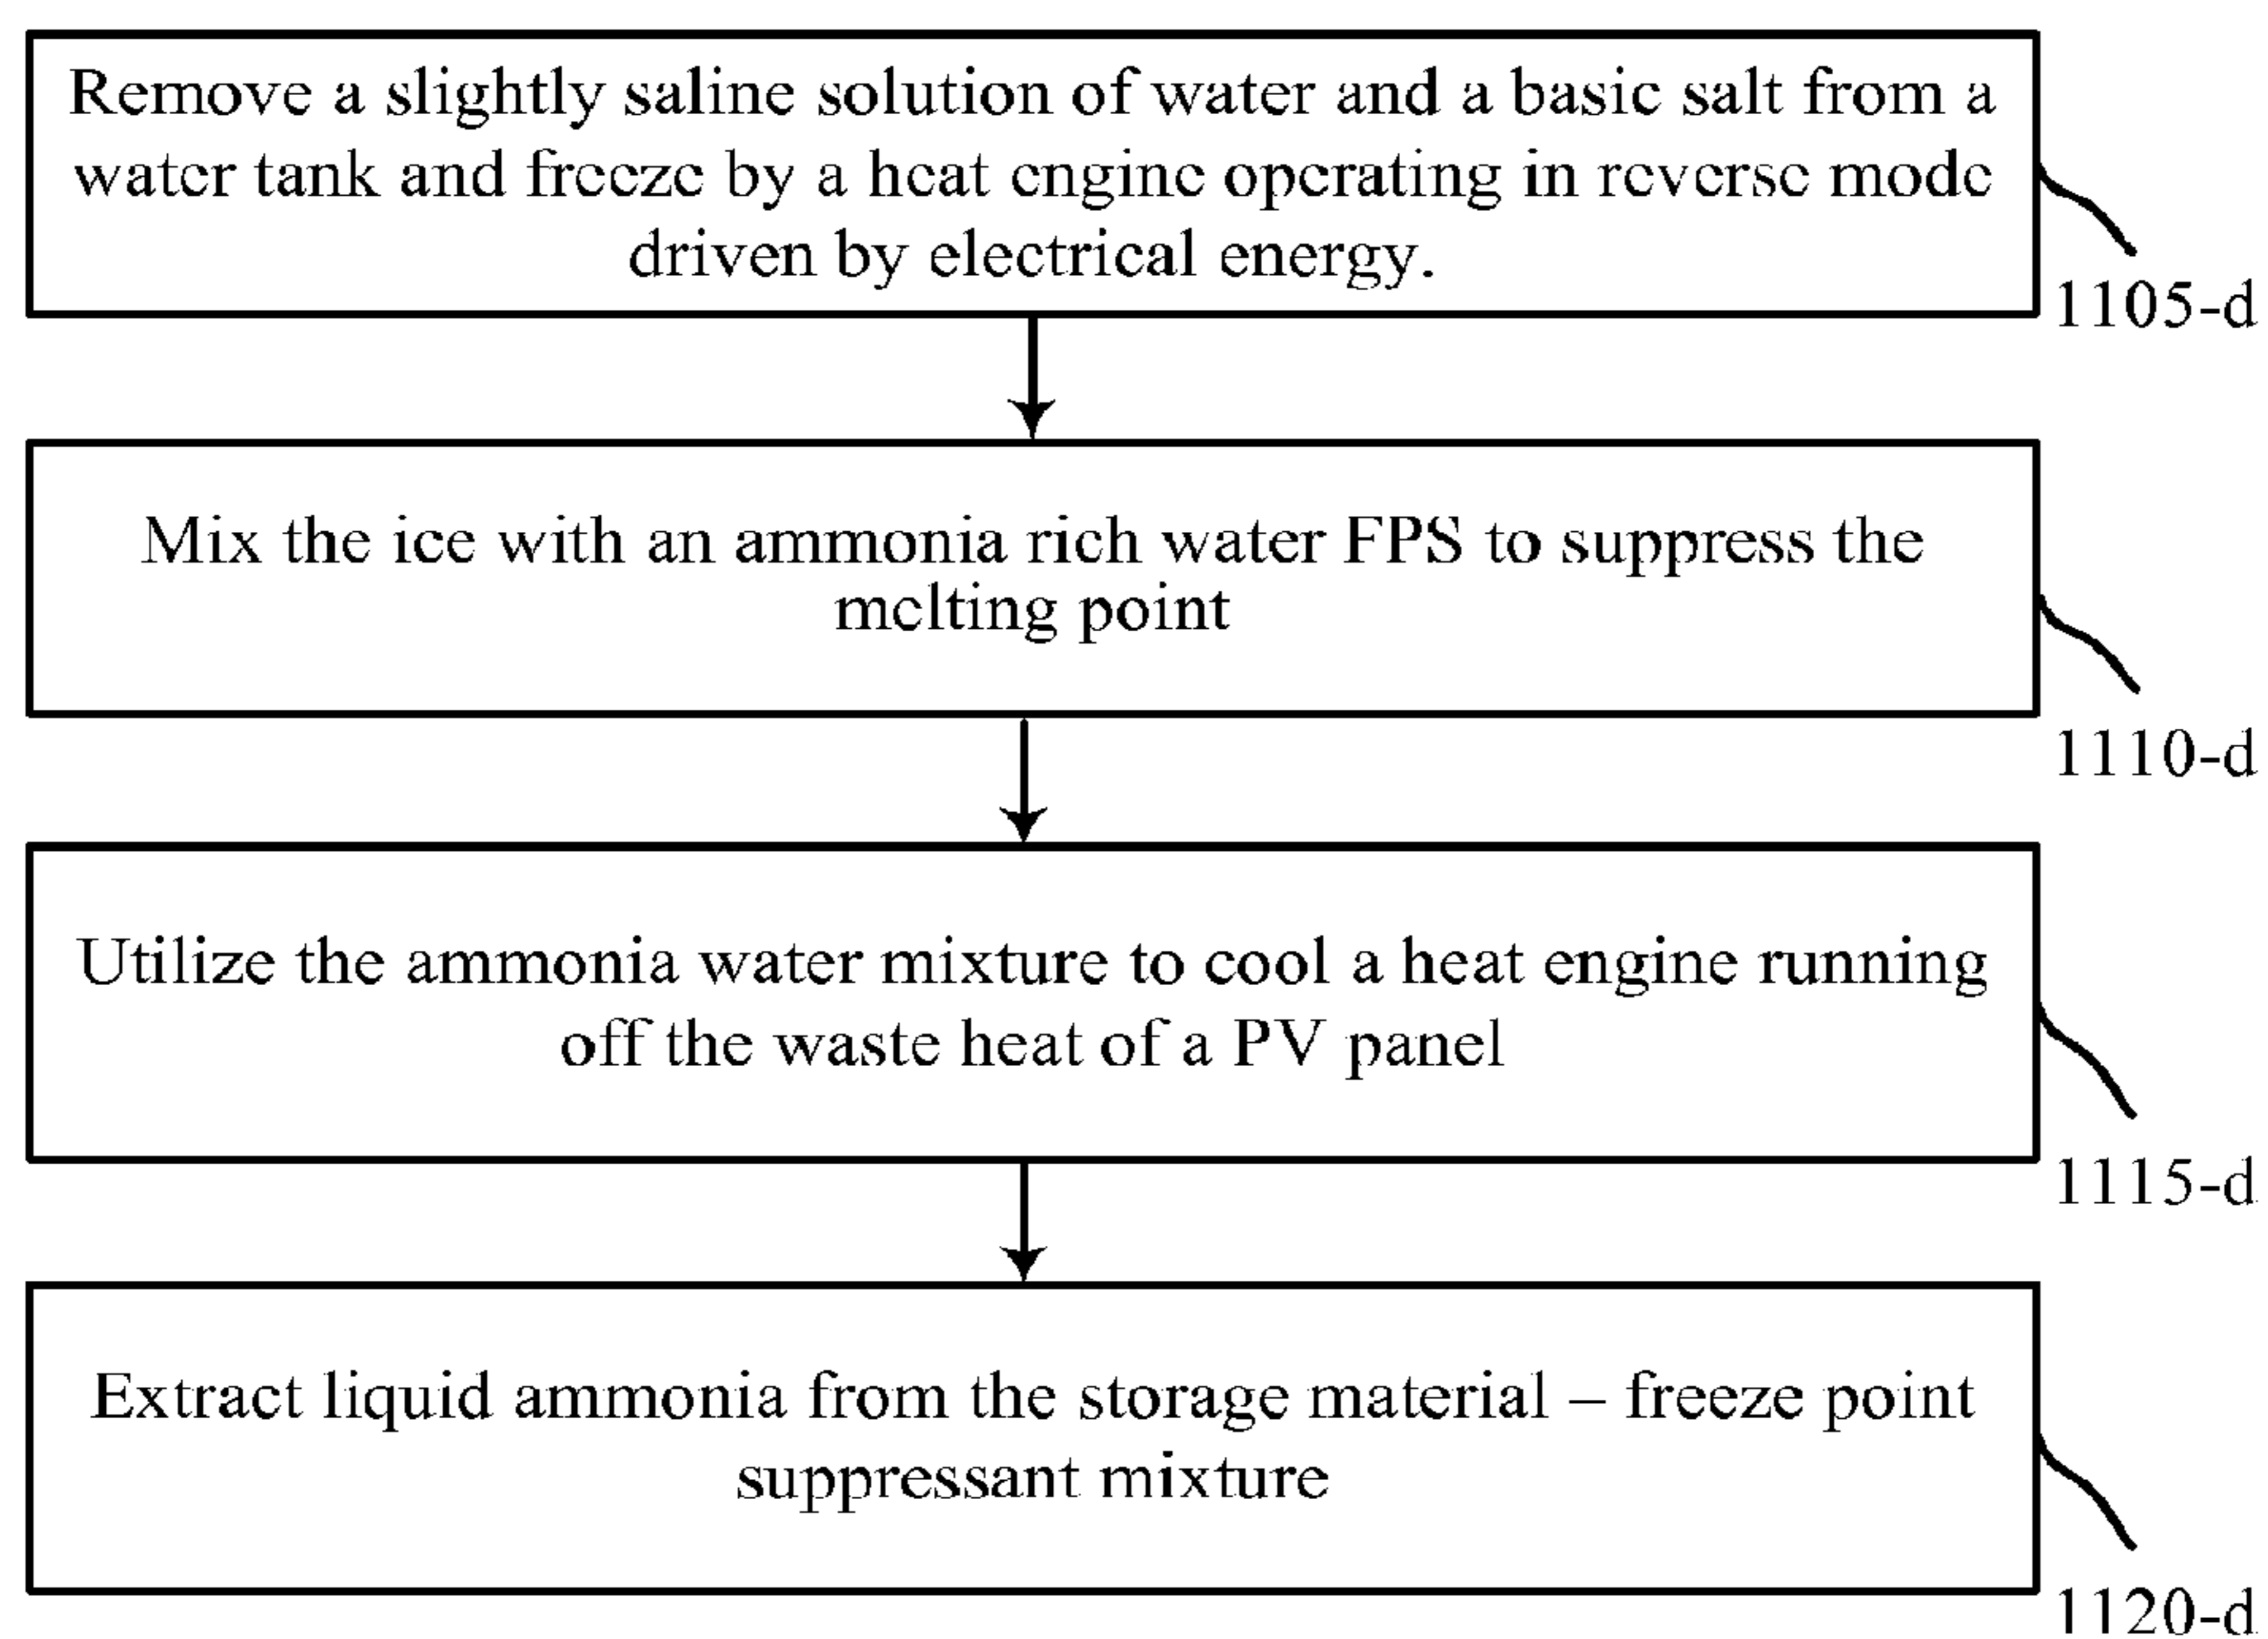 Remove a slightly saline solution of water and a basic salt from a
water tank and freeze by a heat engine operating in reverse mode
driven by electrical energy.
1105-d
Mix the ice with an ammonia rich water FPS to suppress the
melting point
1110-d
Utilize the ammonia water mixture to cool a heat engine running
off the waste heat of a PV panel
1115-d
Extract liquid ammonia from the storage material – freeze point
suppressant mixture
1120-d